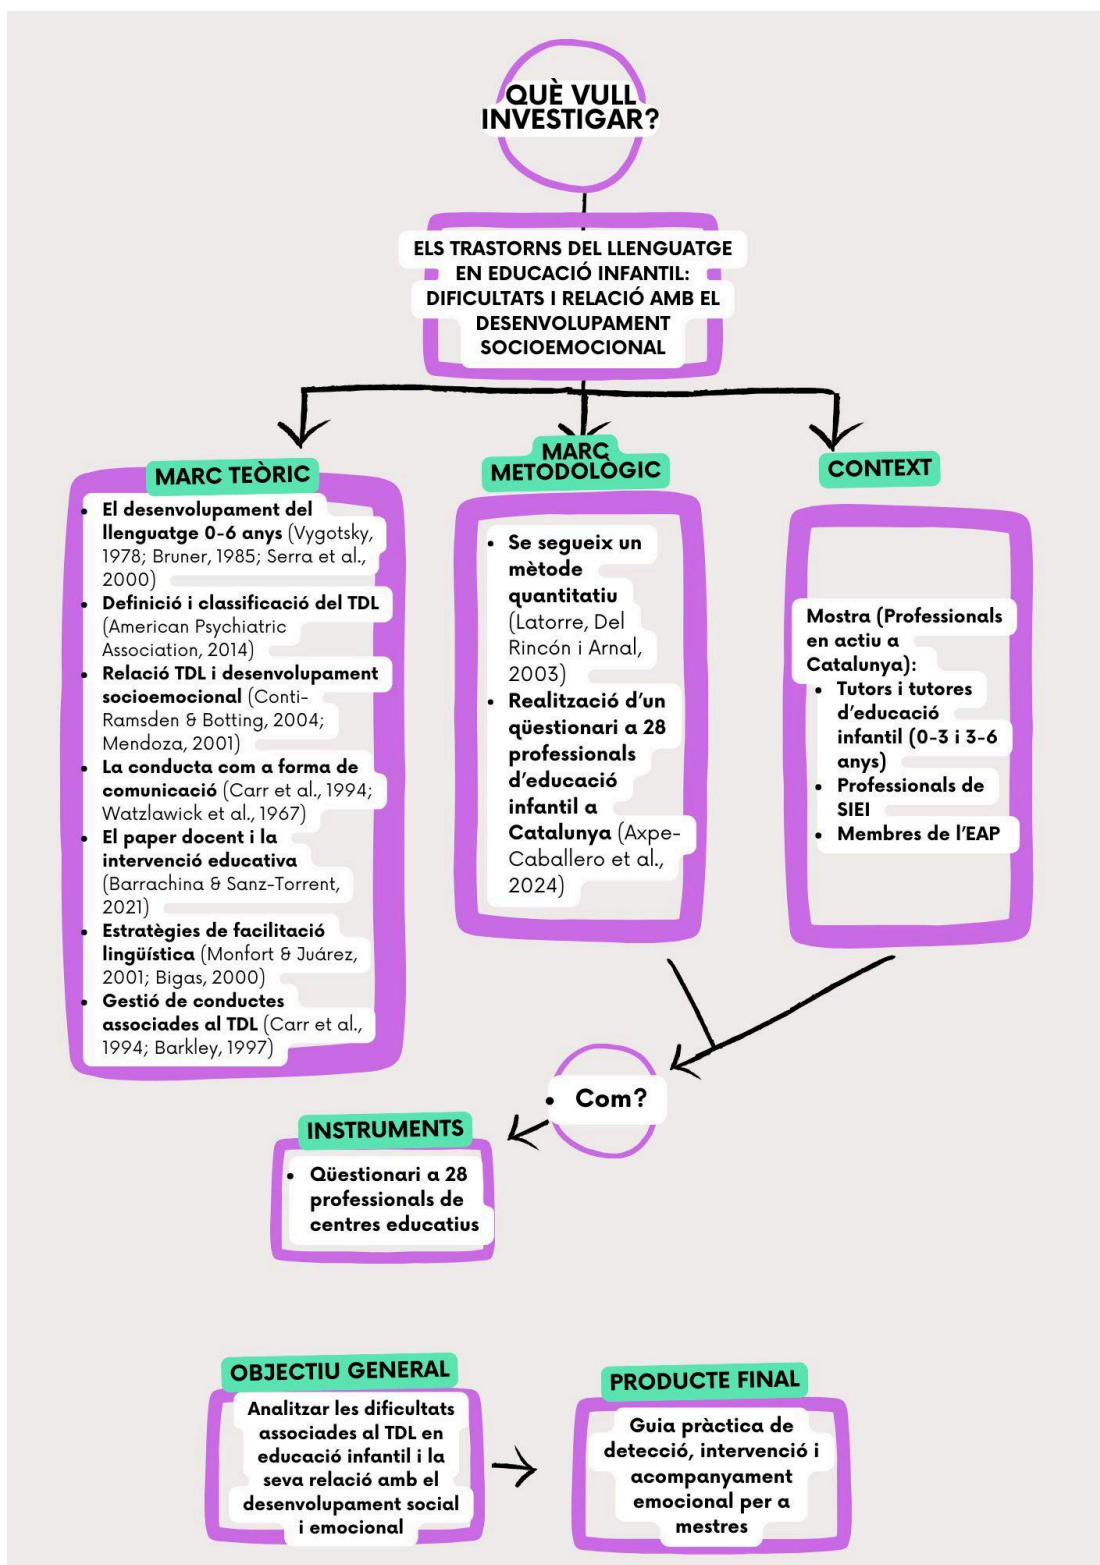 QUÈ VULL
INVESTIGAR?
ELS TRASTORNS DEL LLENGUATGE
EN EDUCACIÓ INFANTIL:
DIFICULTATS I RELACIÓ AMB EL
DESENVOLUPAMENT
SOCIOEMOCIONAL
MARC TEÒRIC
• El desenvolupament del
llenguatge 0-6 anys (Vygotsky,
1978; Bruner, 1985; Serra et al.,
2000)
• Definició i classificació del TDL
(American Psychiatric
Association, 2014)
• Relació TDL i desenvolupament
socioemocional (Conti-
Ramsden & Botting, 2004;
Mendoza, 2001)
• La conducta com a forma de
comunicació (Carr et al., 1994;
Watzlawick et al., 1967)
• El paper docent i la
intervenció educativa
(Barrachina & Sanz-Torrent,
2021)
• Estratègies de facilitació
lingüística (Monfort & Juárez,
2001; Bigas, 2000)
• Gestió de conductes
associades al TDL (Carr et al.,
1994; Barkley, 1997)
MARC
METODOLÒGIC
• Se segueix un
mètode
quantitatiu
(Latorre, Del
Rincón i Arnal,
2003)
• Realització d'un
qüestionari a 28
professionals
d'educació
infantil a
Catalunya (Axpe-
Caballero et al.,
2024)
CONTEXT
Mostra (Professionals
en actiu a
Catalunya):
• Tutors i tutores
d'educació
infantil (0-3 i 3-6
anys)
• Professionals de
SIEI
• Membres de l'EAP
• Com?
INSTRUMENTS
• Qüestionari a 28
professionals de
centres educatius
OBJECTIU GENERAL
Analitzar les dificultats
associades al TDL en
educació infantil i la
seva relació amb el
desenvolupament social
i emocional
PRODUCTE FINAL
Guia pràctica de
detecció, intervenció i
acompanyament
emocional per a
mestres